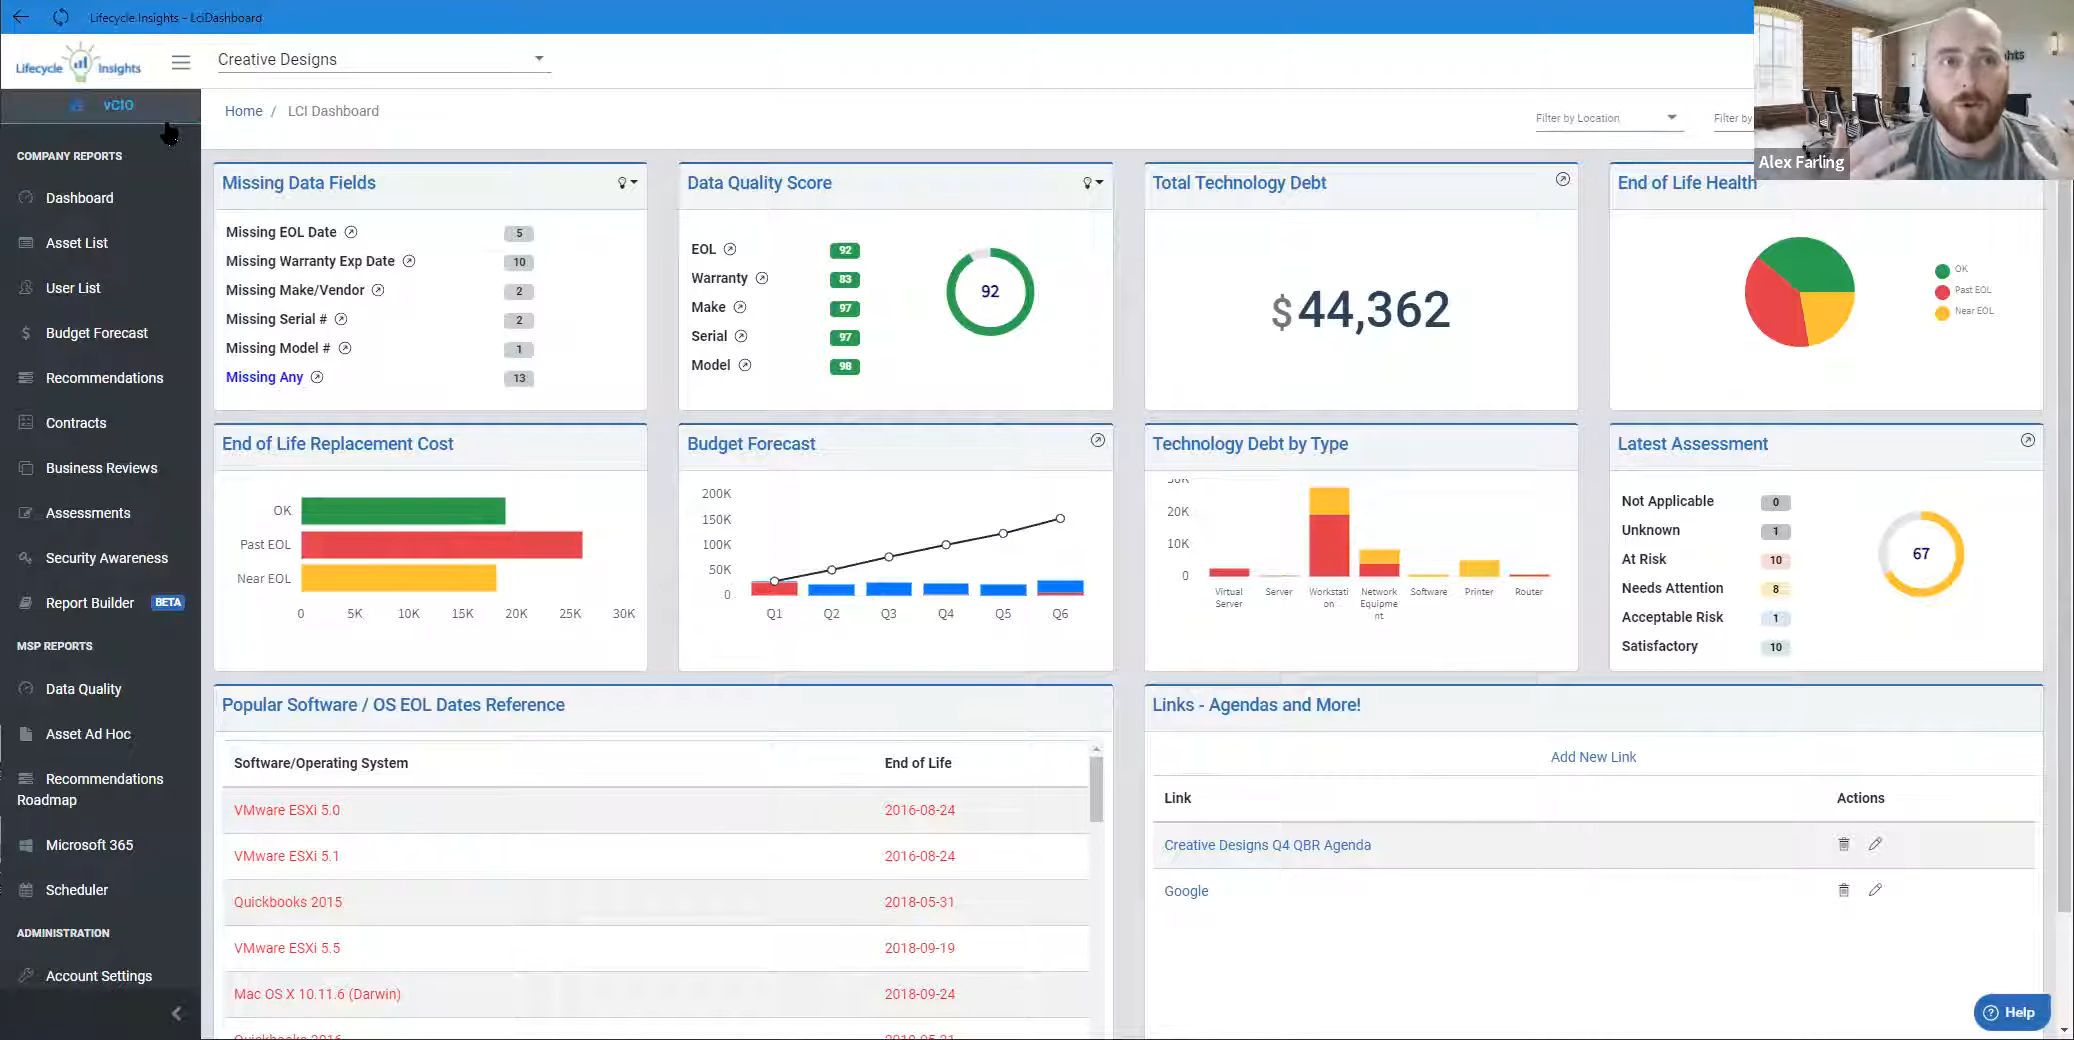 Lifecycle Insights - LciDashboard
Lifecycle Insights
Creative Designs
vCIO
Home / LCI Dashboard
Filter by Location
Filter by
Alex Farling
COMPANY REPORTS
Dashboard
Asset List
User List
Budget Forecast
Recommendations
Contracts
Business Reviews
Assessments
Security Awareness
Report Builder BETA
MSP REPORTS
Data Quality
Asset Ad Hoc
Recommendations
Roadmap
Microsoft 365
Scheduler
ADMINISTRATION
Account Settings
Missing Data Fields
Missing EOL Date 5
Missing Warranty Exp Date 10
Missing Make/Vendor 2
Missing Serial # 2
Missing Model # 1
Missing Any 13
Data Quality Score
EOL 92
Warranty 83
Make 97
Serial 97
Model 98
92
Total Technology Debt
$44,362
End of Life Health
OK
Past EOL
Near EOL
End of Life Replacement Cost
OK
Past EOL
Near EOL
0 5K 10K 15K 20K 25K 30K
Budget Forecast
200K
150K
100K
50K
0
Q1 Q2 Q3 Q4 Q5 Q6
Technology Debt by Type
30K
20K
10K
0
Virtual
Server
Server
Workstati
on
Network
Equipme
nt
Software
Printer
Router
Latest Assessment
Not Applicable 0
Unknown 1
At Risk 10
Needs Attention 8
Acceptable Risk 1
Satisfactory 10
67
Popular Software / OS EOL Dates Reference
Software/Operating System End of Life
VMware ESXi 5.0 2016-08-24
VMware ESXi 5.1 2016-08-24
Quickbooks 2015 2018-05-31
VMware ESXi 5.5 2018-09-19
Mac OS X 10.11.6 (Darwin) 2018-09-24
Links - Agendas and More!
Add New Link
Link Actions
Creative Designs Q4 QBR Agenda
Google
Help